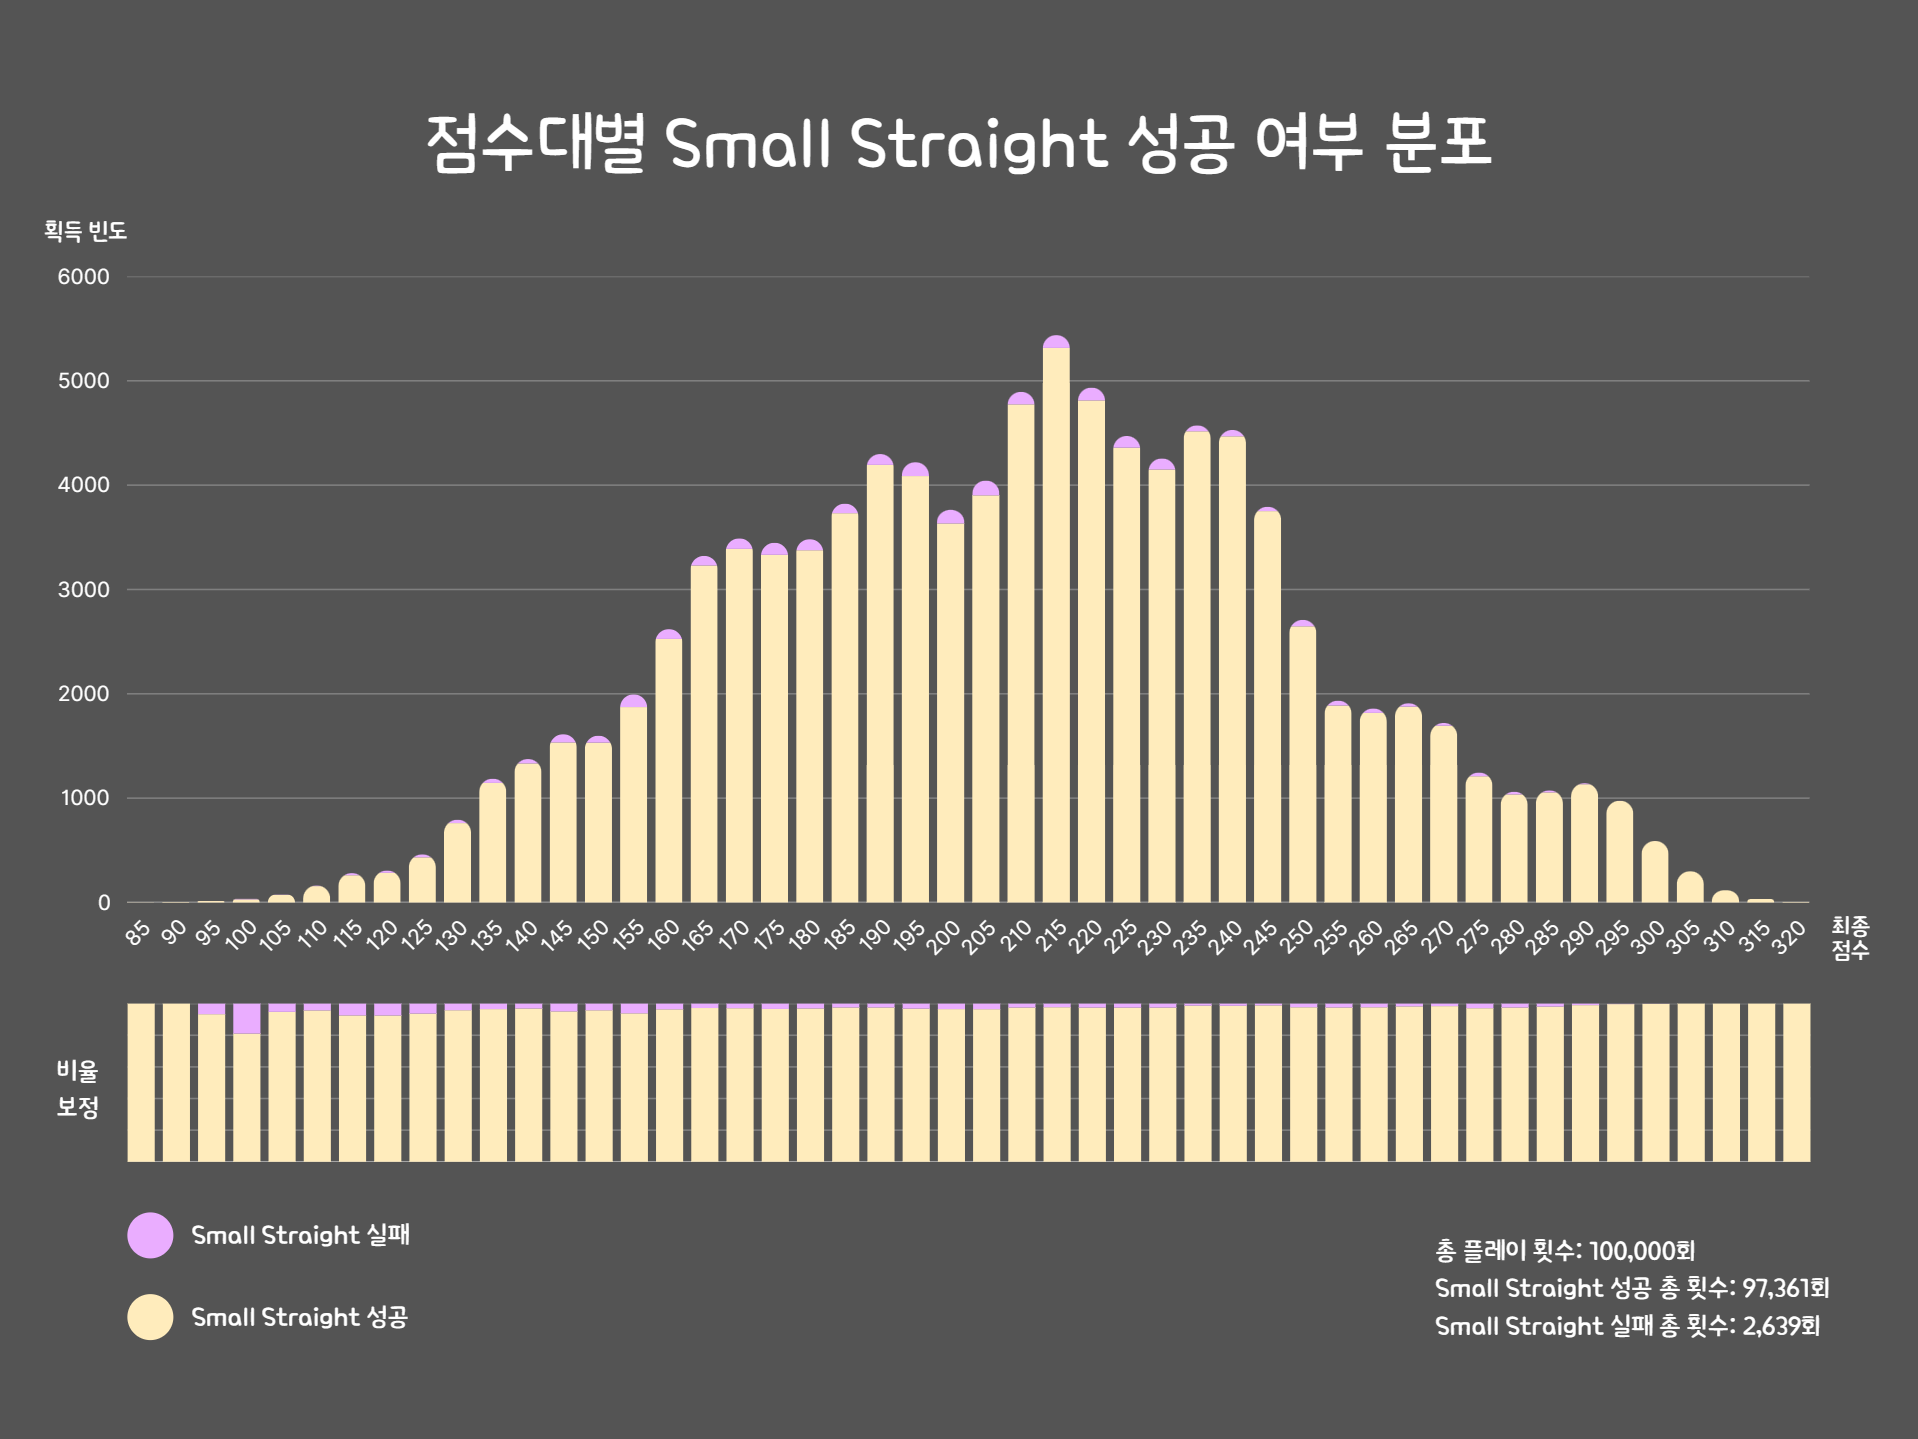 점수대별 Small Straight 성공 여부 분포
획득 빈도
6000
5000
4000
3000
2000
1000
0
85 90 95 100 105 110 115 120 125 130 135 140 145 150 155 160 165 170 175 180 185 190 195 200 205 210 215 220 225 230 235 240 245 250 255 260 265 270 275 280 285 290 295 300 305 310 315 320
최종
점수
비율
보정
Small Straight 실패
Small Straight 성공
총 플레이 횟수: 100,000회
Small Straight 성공 총 횟수: 97,361회
Small Straight 실패 총 횟수: 2,639회